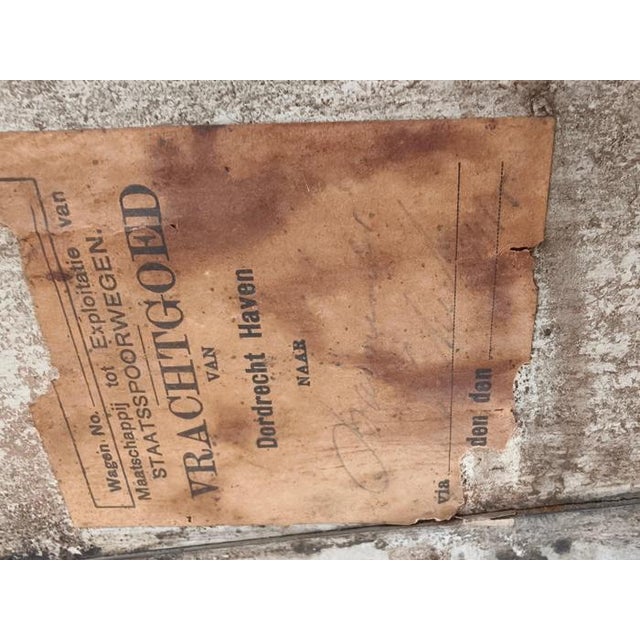 Wagen No.
Maatschappij tot Exploitatie van
STAATSSPOORWEGEN.
VRACHTGOED
VAN
Dordrecht Haven
NAAR
via
den den